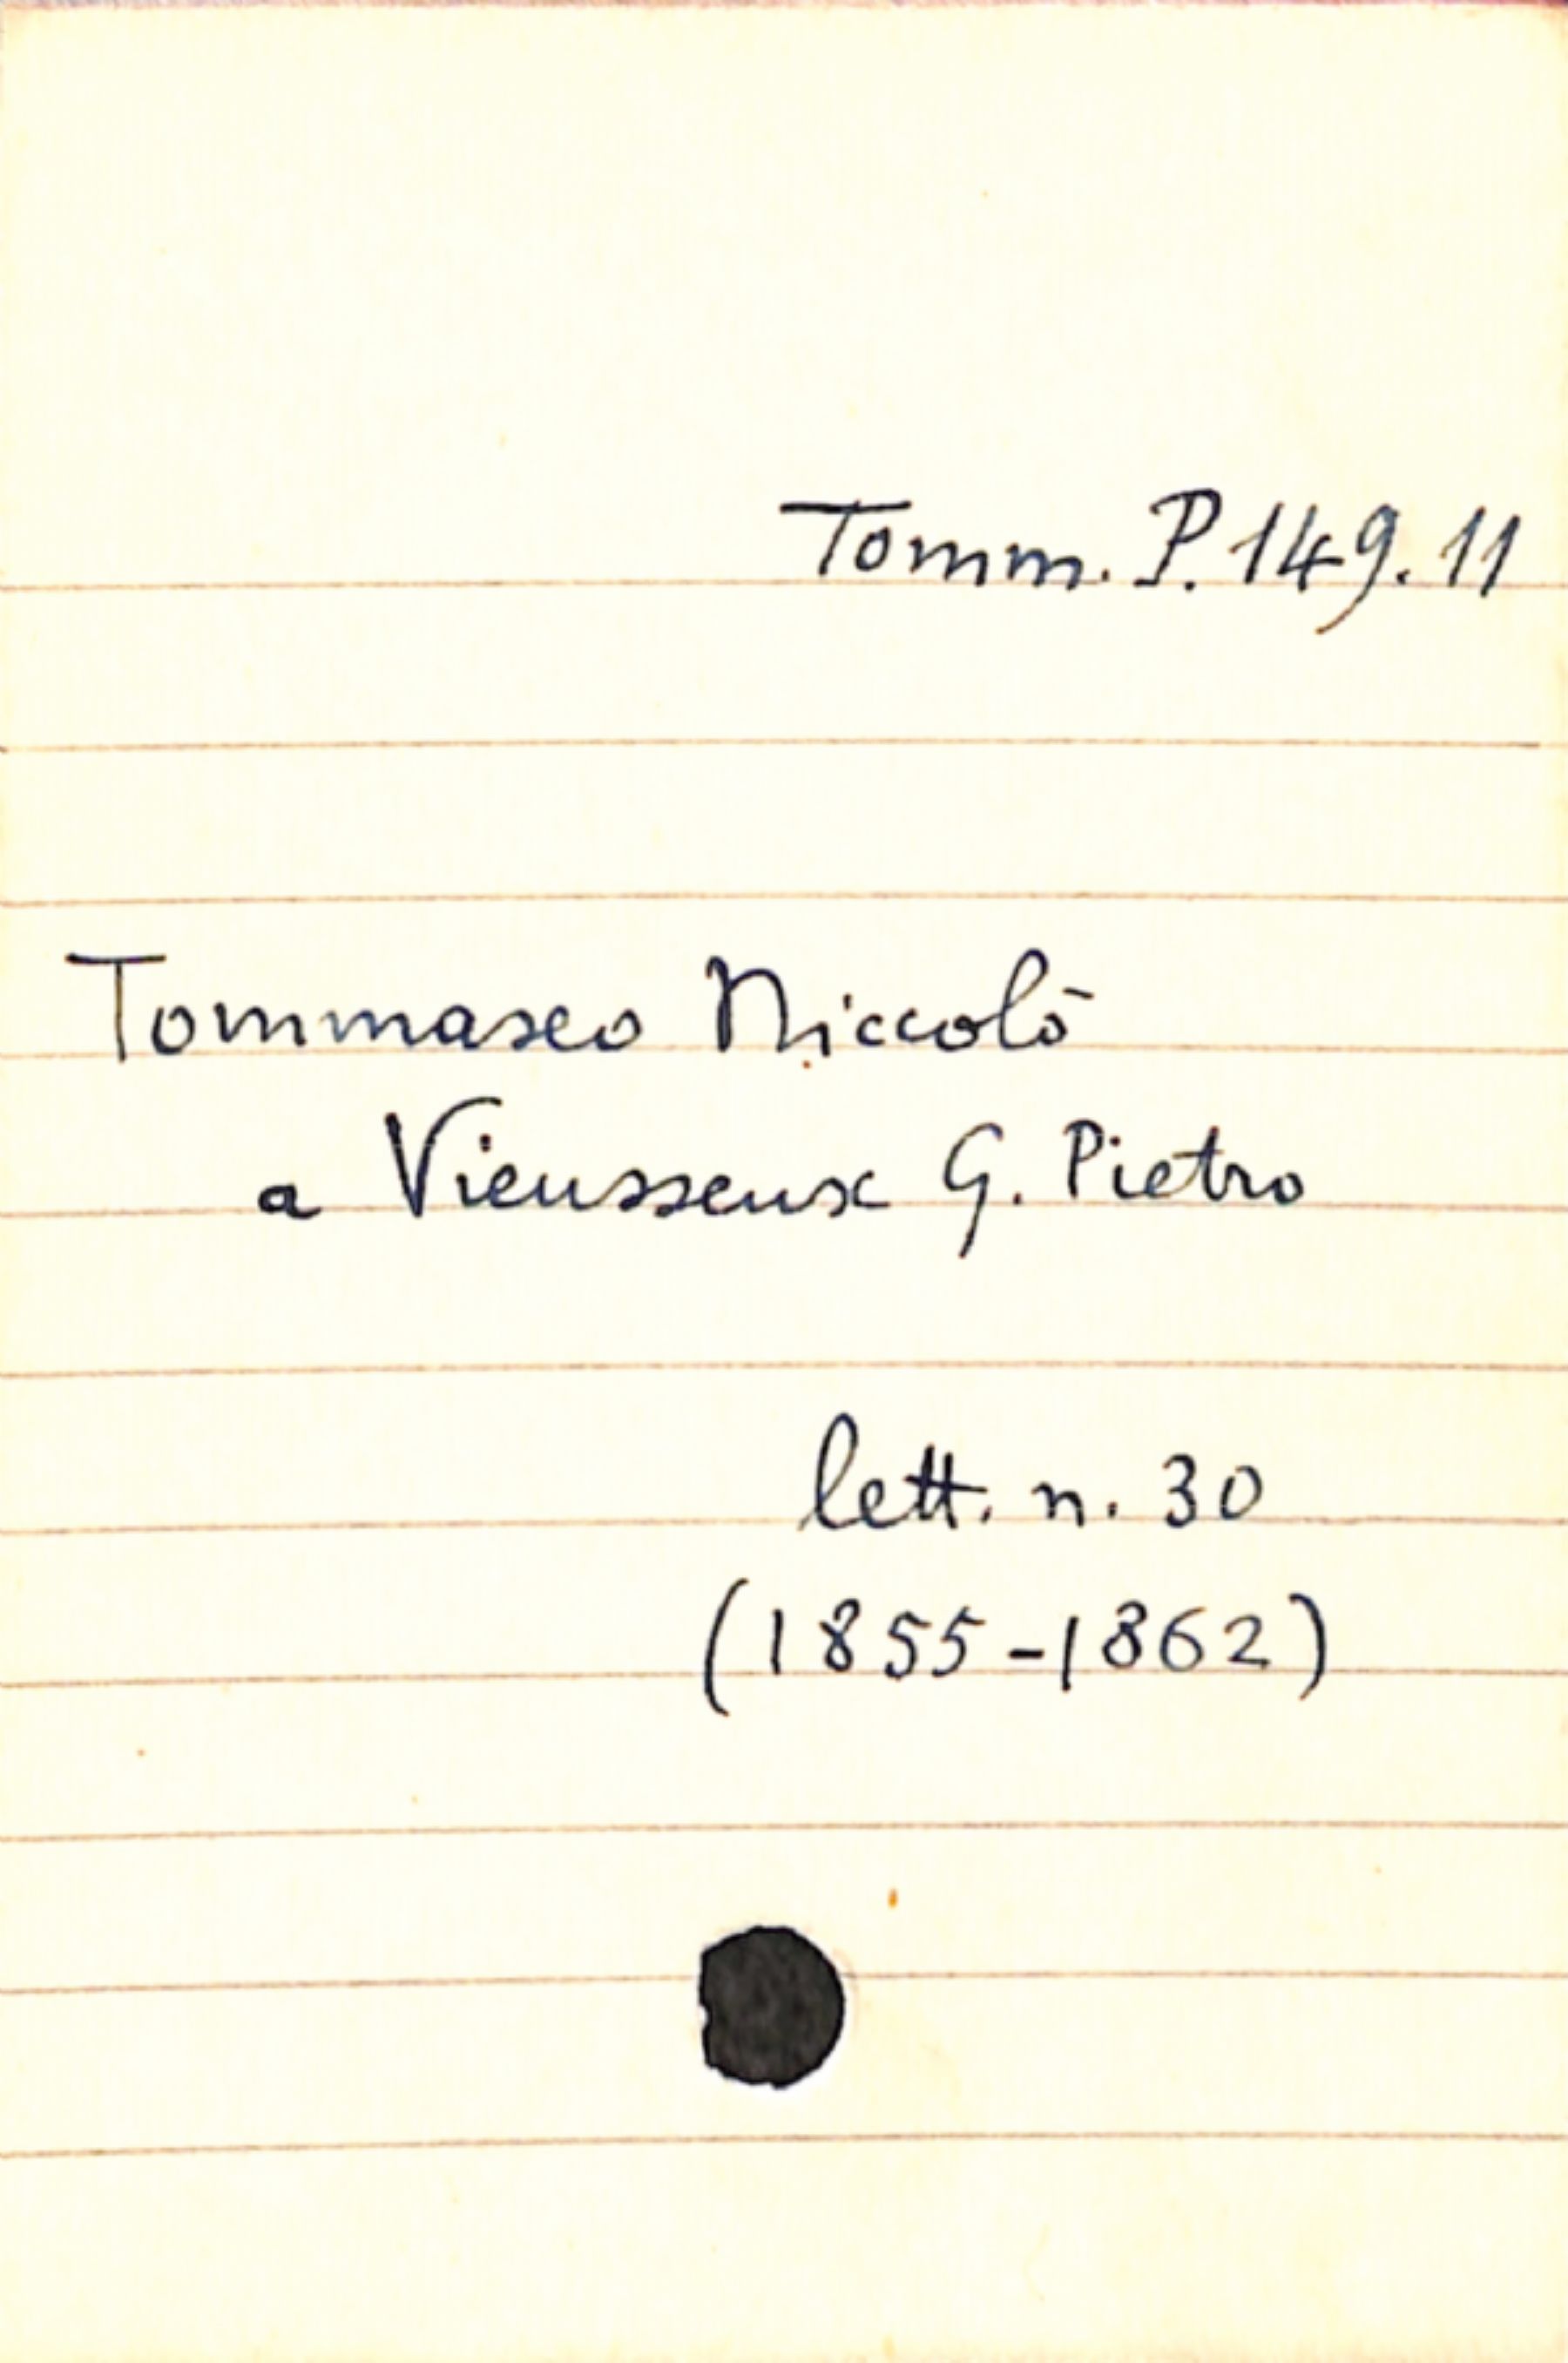 Tomm. P. 149. 11
Tommaseo Niccolò
a Vieusseux G. Pietro
lett. n. 30
(1855-1862)